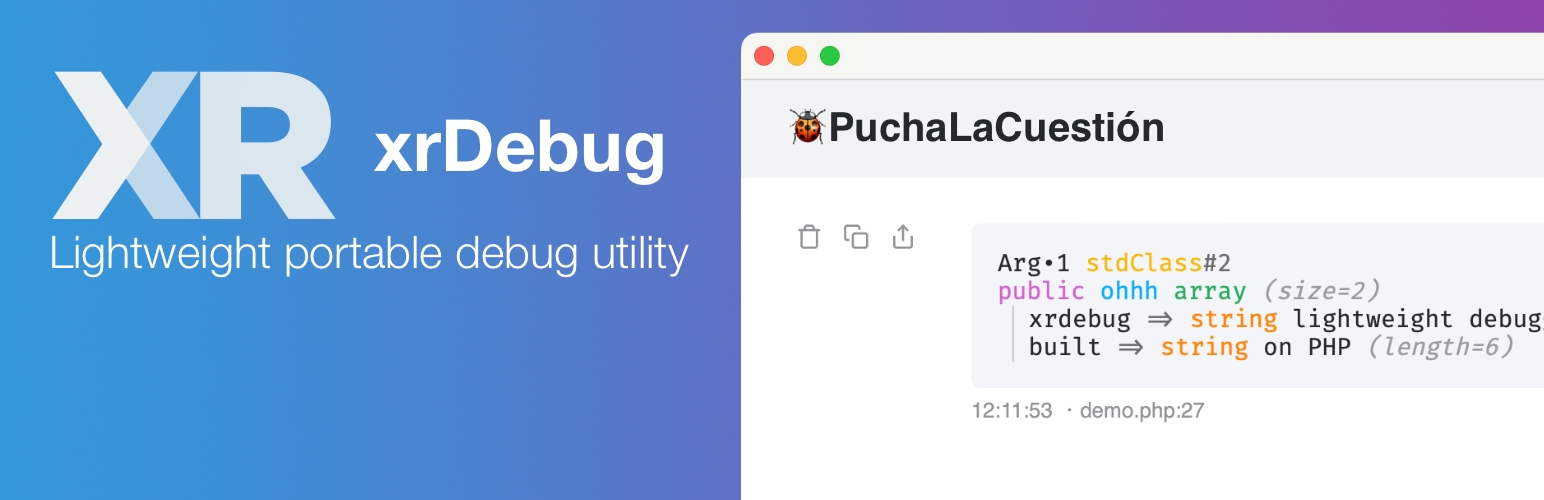 XR
xrDebug
Lightweight portable debug utility
🐞PuchaLaCuestión
Arg•1 stdClass#2
public ohhh array (size=2)
xrdebug ⇒ string lightweight debug
built ⇒ string on PHP (length=6)
12:11:53 · demo.php:27